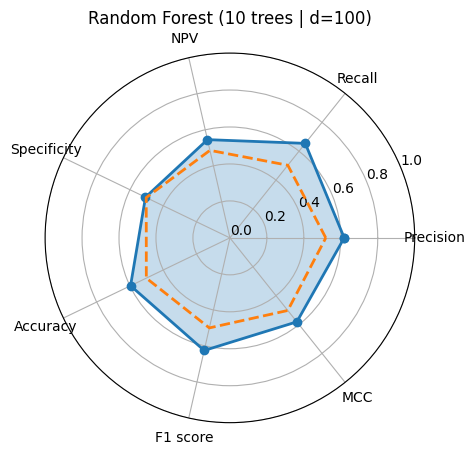 Random Forest (10 trees | d=100)
NPV
Recall
Specificity
1.0
0.8
0.6
0.4
0.2
0.0
Precision
Accuracy
MCC
F1 score